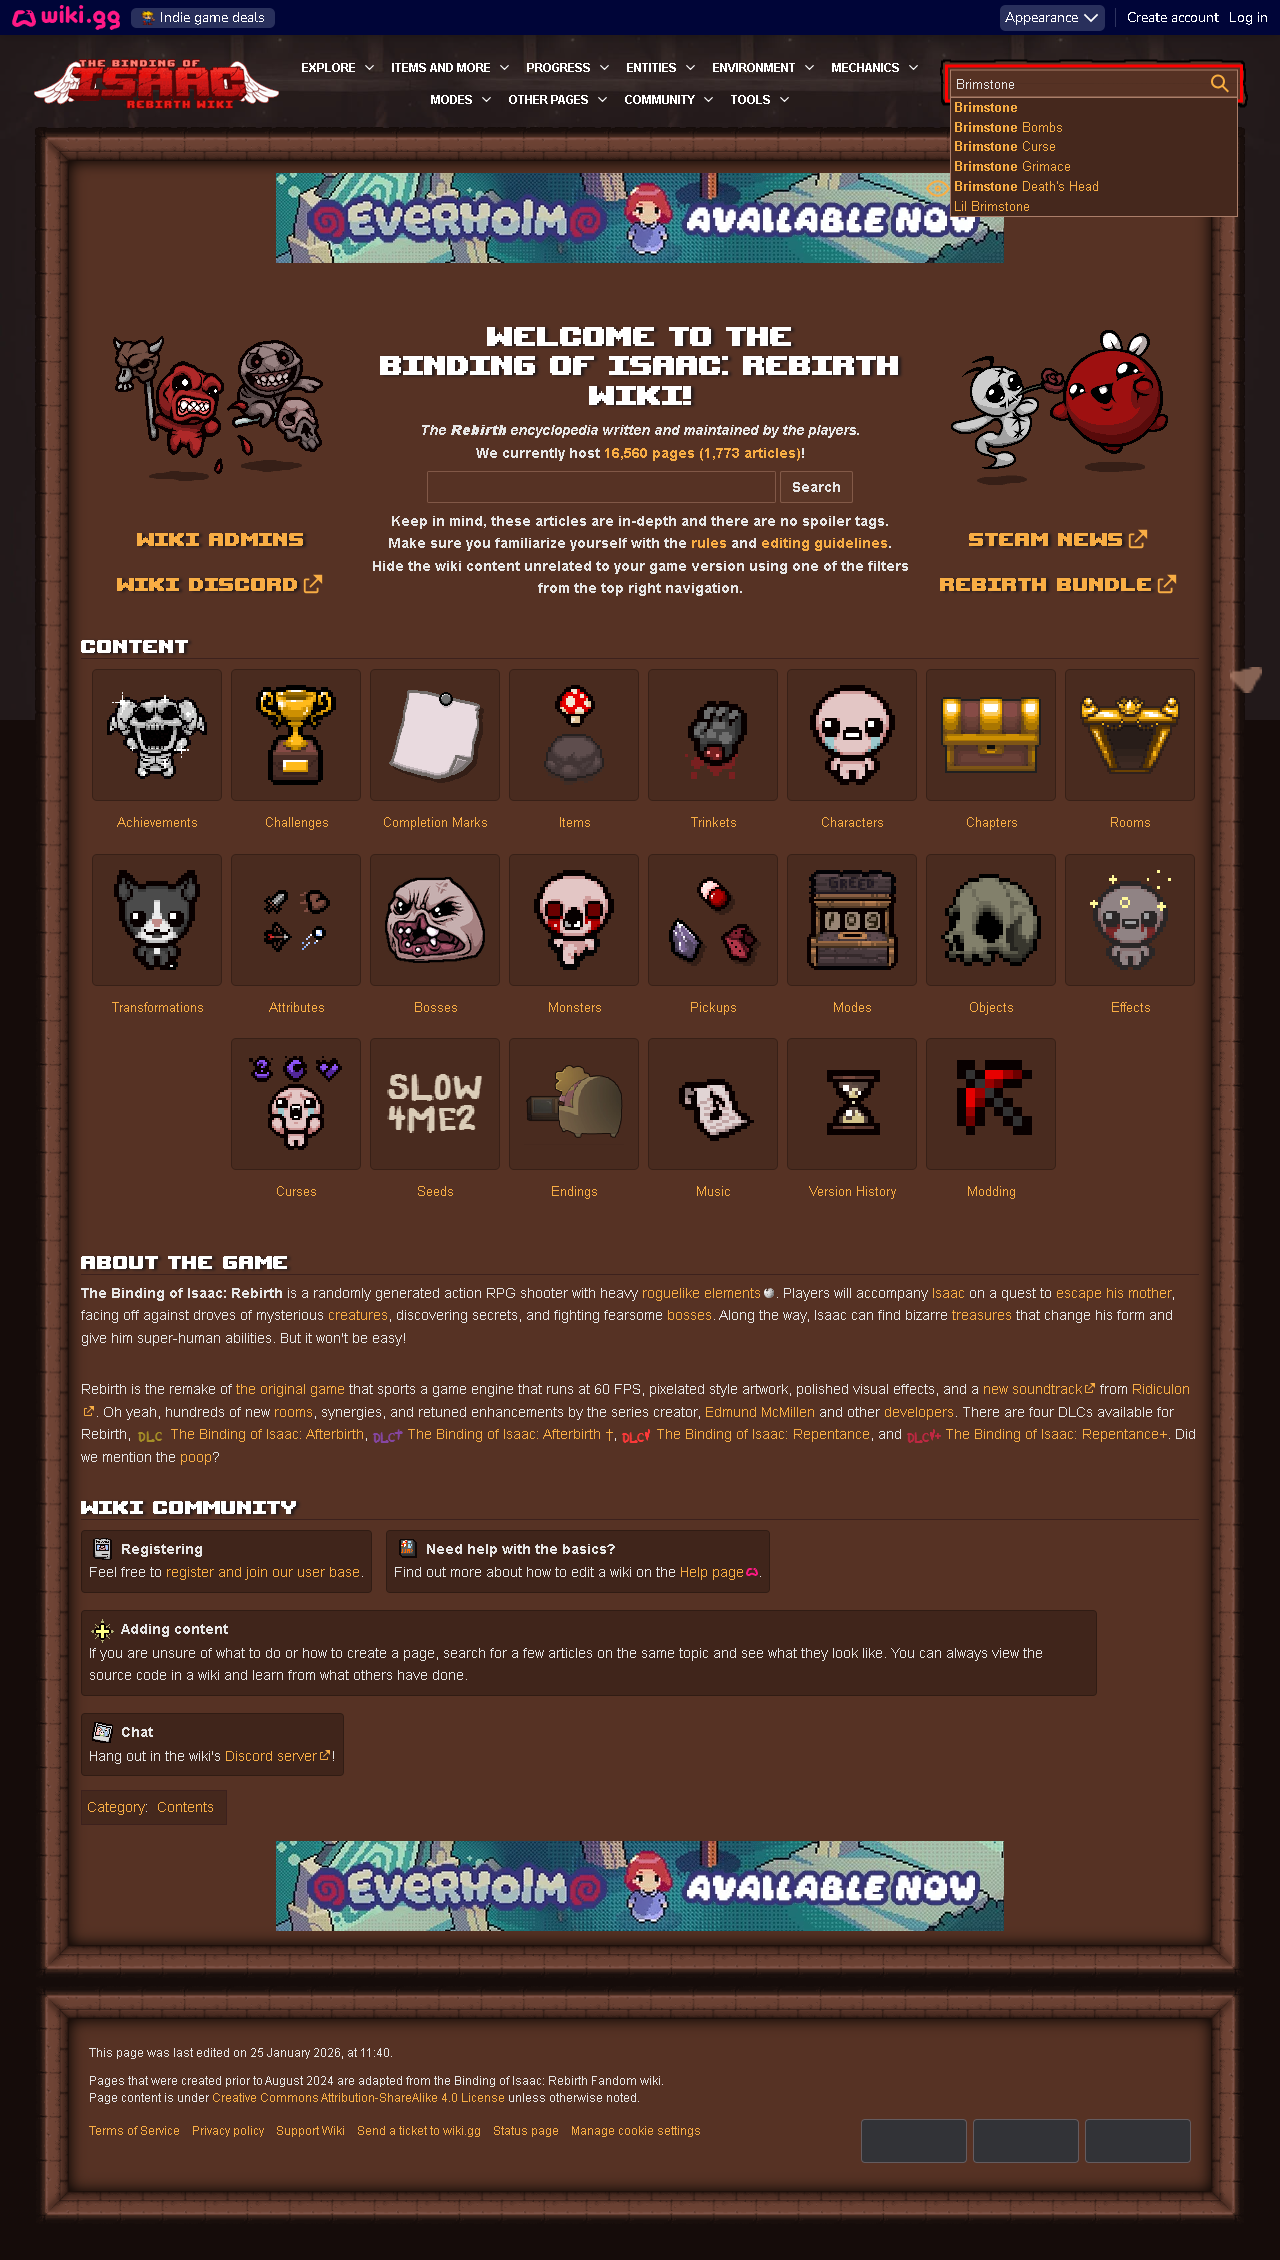 wiki.gg
Indie game deals
Appearance
Create account
Log in
THE BINDING OF
ISAAC
REBIRTH WIKI
EXPLORE
ITEMS AND MORE
PROGRESS
ENTITIES
ENVIRONMENT
MECHANICS
MODES
OTHER PAGES
COMMUNITY
TOOLS
Brimstone
Brimstone
Brimstone Bombs
Brimstone Curse
Brimstone Grimace
Brimstone Death's Head
Lil Brimstone
EVERHOLM AVAILABLE NOW
WELCOME TO THE
BINDING OF ISAAC: REBIRTH
WIKI!
The Rebirth encyclopedia written and maintained by the players.
We currently host 16,560 pages (1,773 articles)!
Search
Keep in mind, these articles are in-depth and there are no spoiler tags.
Make sure you familiarize yourself with the rules and editing guidelines.
Hide the wiki content unrelated to your game version using one of the filters
from the top right navigation.
WIKI ADMINS
WIKI DISCORD
STEAM NEWS
REBIRTH BUNDLE
CONTENT
Achievements
Challenges
Completion Marks
Items
Trinkets
Characters
Chapters
Rooms
GREED
109
Transformations
Attributes
Bosses
Monsters
Pickups
Modes
Objects
Effects
SLOW
4ME2
Curses
Seeds
Endings
Music
Version History
Modding
ABOUT THE GAME
The Binding of Isaac: Rebirth is a randomly generated action RPG shooter with heavy roguelike elements. Players will accompany Isaac on a quest to escape his mother,
facing off against droves of mysterious creatures, discovering secrets, and fighting fearsome bosses. Along the way, Isaac can find bizarre treasures that change his form and
give him super-human abilities. But it won't be easy!
Rebirth is the remake of the original game that sports a game engine that runs at 60 FPS, pixelated style artwork, polished visual effects, and a new soundtrack from Ridiculon
. Oh yeah, hundreds of new rooms, synergies, and retuned enhancements by the series creator, Edmund McMillen and other developers. There are four DLCs available for
Rebirth, DLC The Binding of Isaac: Afterbirth, DLC† The Binding of Isaac: Afterbirth †, DLC The Binding of Isaac: Repentance, and DLC+ The Binding of Isaac: Repentance+. Did
we mention the poop?
WIKI COMMUNITY
Registering
Feel free to register and join our user base.
Need help with the basics?
Find out more about how to edit a wiki on the Help page.
Adding content
If you are unsure of what to do or how to create a page, search for a few articles on the same topic and see what they look like. You can always view the
source code in a wiki and learn from what others have done.
Chat
Hang out in the wiki's Discord server!
Category: Contents
EVERHOLM AVAILABLE NOW
This page was last edited on 25 January 2026, at 11:40.
Pages that were created prior to August 2024 are adapted from the Binding of Isaac: Rebirth Fandom wiki.
Page content is under Creative Commons Attribution-ShareAlike 4.0 License unless otherwise noted.
Terms of Service
Privacy policy
Support Wiki
Send a ticket to wiki.gg
Status page
Manage cookie settings